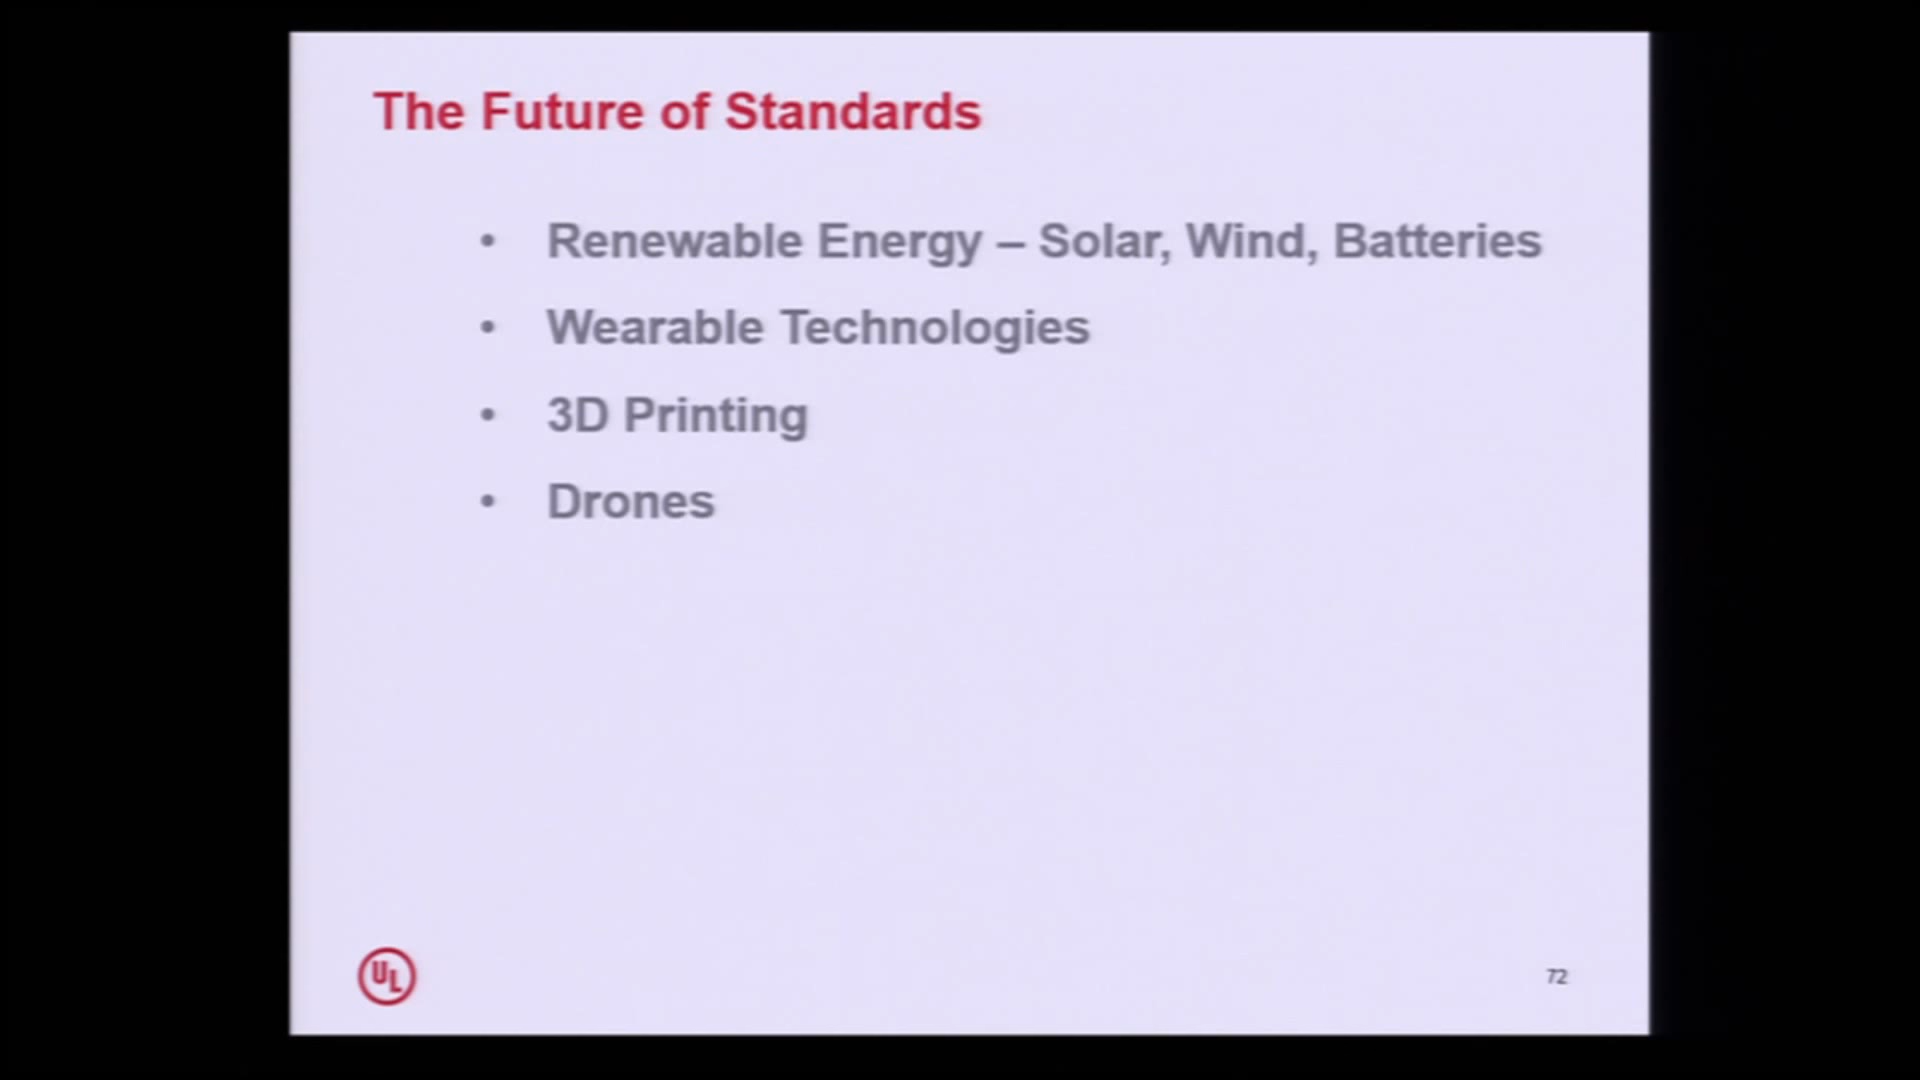 The Future of Standards
• Renewable Energy – Solar, Wind, Batteries
• Wearable Technologies
• 3D Printing
• Drones
UL
72